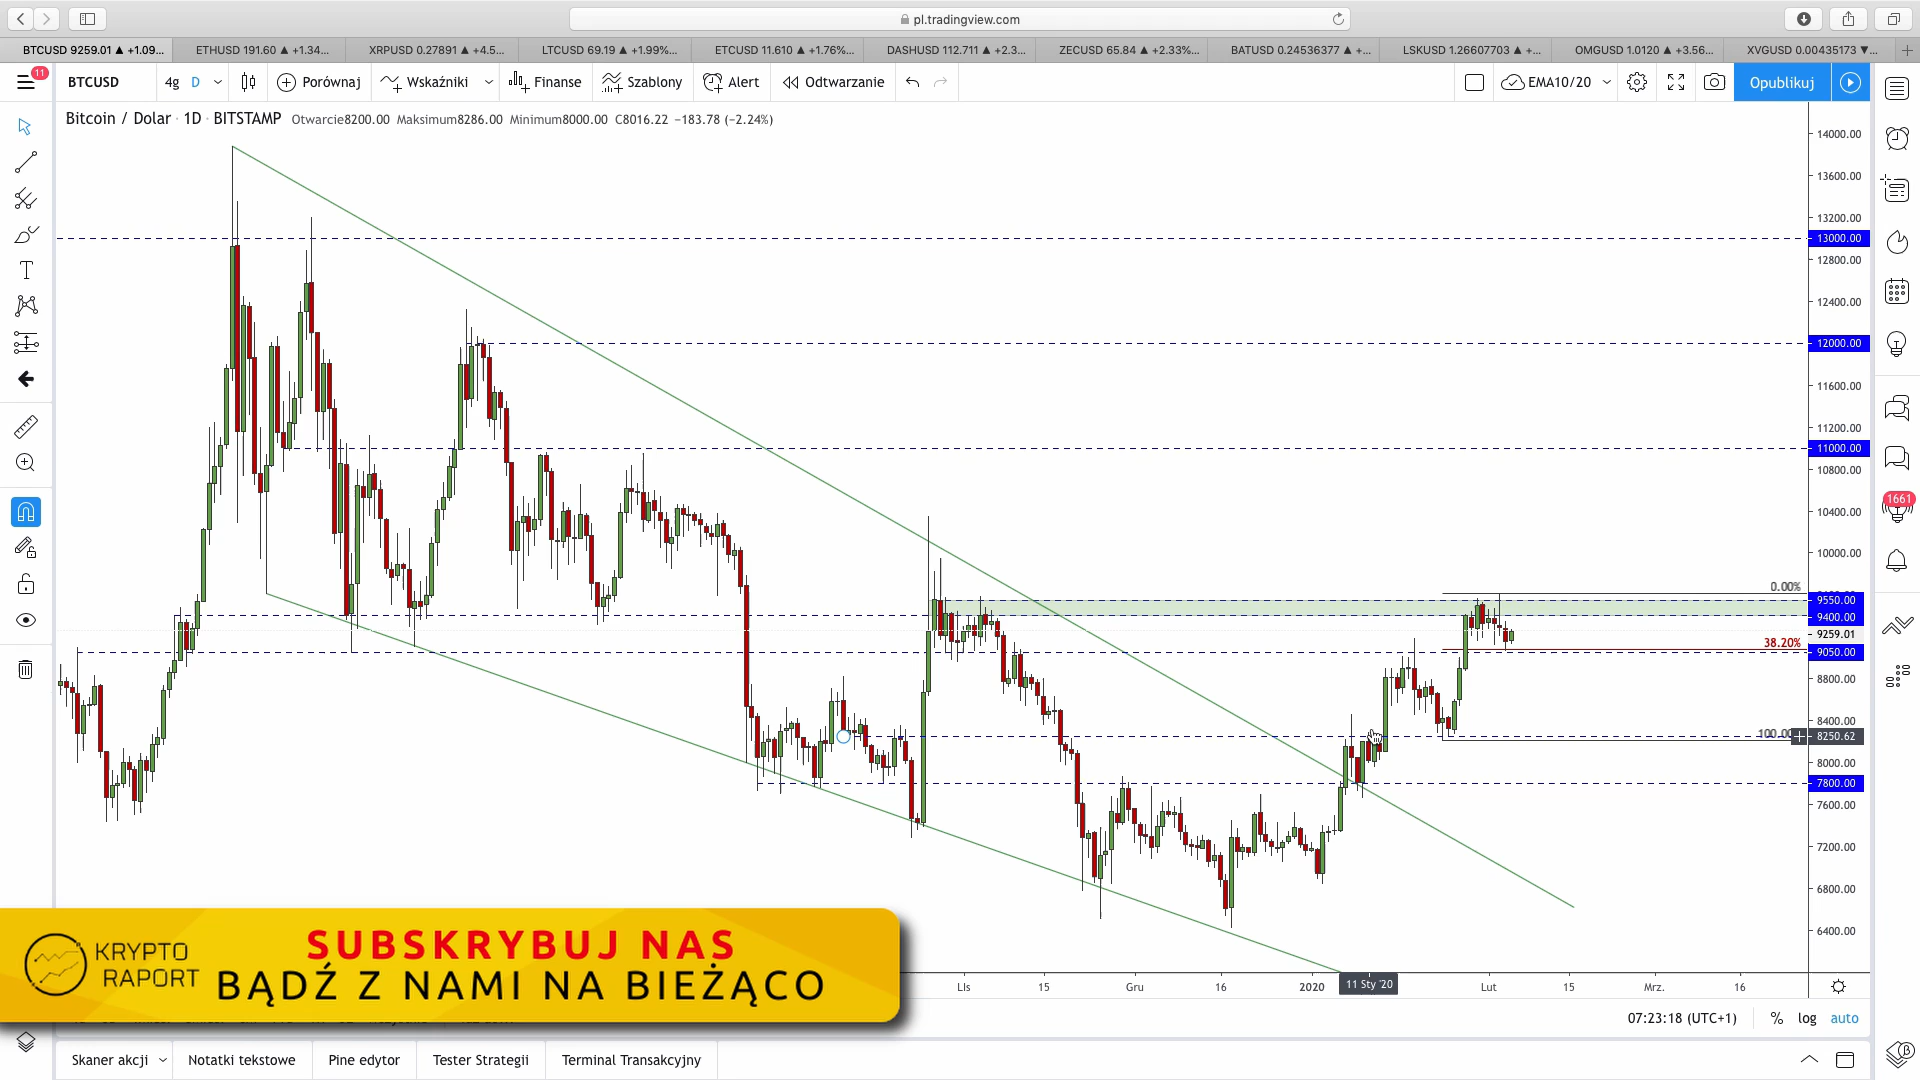 pl.tradingview.com
BTCUSD 9259.01 ▲ +1.09...
ETHUSD 191.60 ▲ +1.34...
XRPUSD 0.27891 ▲ +4.5...
LTCUSD 69.19 ▲ +1.99%...
ETCUSD 11.610 ▲ +1.76%...
DASHUSD 112.711 ▲ +2.3...
ZECUSD 65.84 ▲ +2.33%...
BATUSD 0.24536377 ▲ +...
LSKUSD 1.26607703 ▲ +...
OMGUSD 1.0120 ▲ +3.56...
XVGUSD 0.00435173 ▼...
11
BTCUSD
4g
D
Porównaj
Wskaźniki
Finanse
Szablony
Alert
Odtwarzanie
EMA10/20
Opublikuj
Bitcoin / Dolar · 1D · BITSTAMP Otwarcie8200.00 Maksimum8286.00 Minimum8000.00 C8016.22 −183.78 (−2.24%)
14000.00
13600.00
13200.00
13000.00
12800.00
12400.00
12000.00
11600.00
11200.00
11000.00
10800.00
10400.00
10000.00
0.00%
9550.00
9400.00
9259.01
38.20%
9050.00
8800.00
8400.00
100.00
8250.62
8000.00
7800.00
7600.00
7200.00
6800.00
6400.00
1661
T
KRYPTO
RAPORT
SUBSKRYBUJ NAS
BĄDŹ Z NAMI NA BIEŻĄCO
Lis
15
Gru
16
2020
11 Sty '20
Lut
15
Mrz.
16
07:23:18 (UTC+1)
%
log
auto
Skaner akcji
Notatki tekstowe
Pine edytor
Tester Strategii
Terminal Transakcyjny